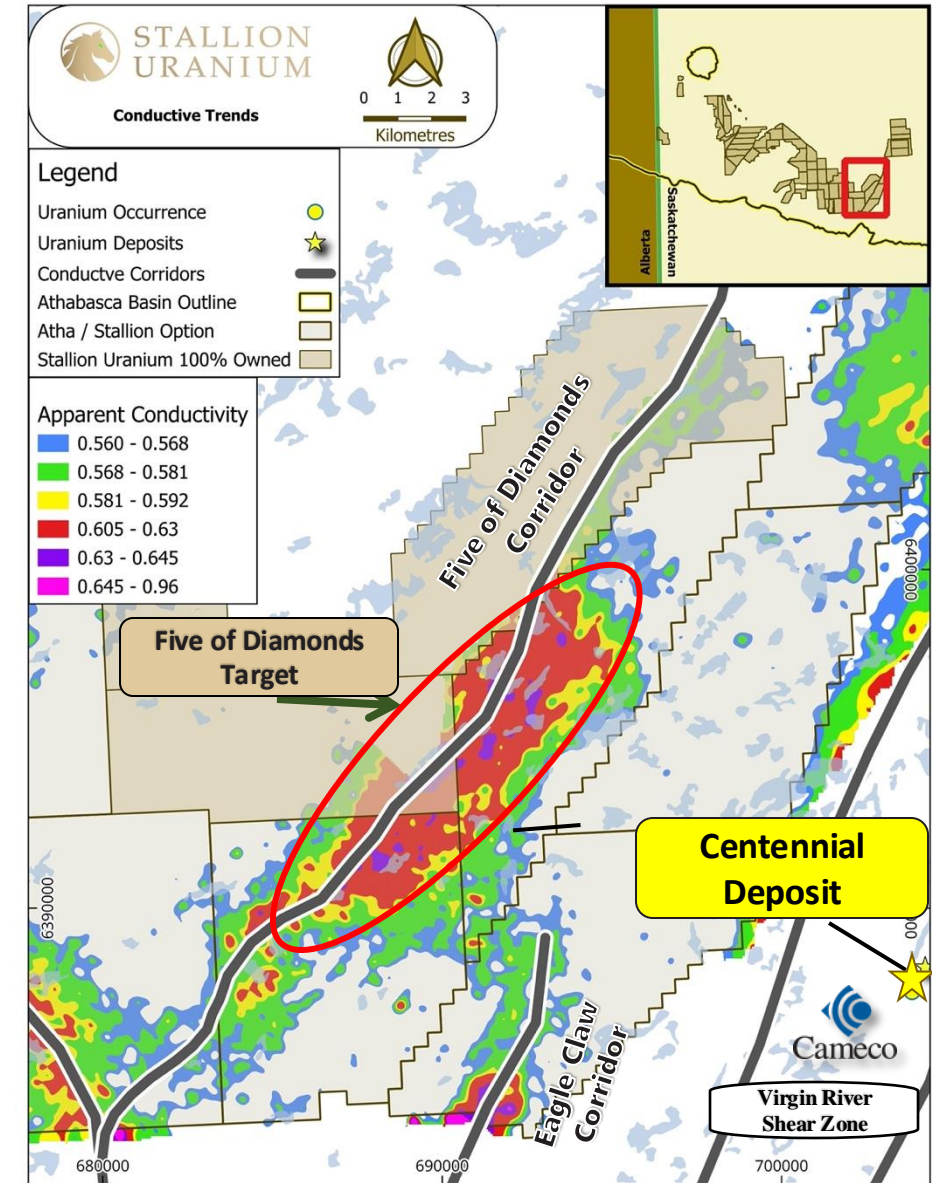 STALLION
URANIUM
Conductive Trends
0 1 2 3
Kilometres
Alberta
Saskatchewan
Legend
Uranium Occurrence
Uranium Deposits
Conductve Corridors
Athabasca Basin Outline
Atha / Stallion Option
Stallion Uranium 100% Owned
Apparent Conductivity
0.560 - 0.568
0.568 - 0.581
0.581 - 0.592
0.605 - 0.63
0.63 - 0.645
0.645 - 0.96
Five of Diamonds
Corridor
6400000
Five of Diamonds
Target
Centennial
Deposit
6390000
00
Eagle Claw
Corridor
Cameco
Virgin River
Shear Zone
680000
690000
700000